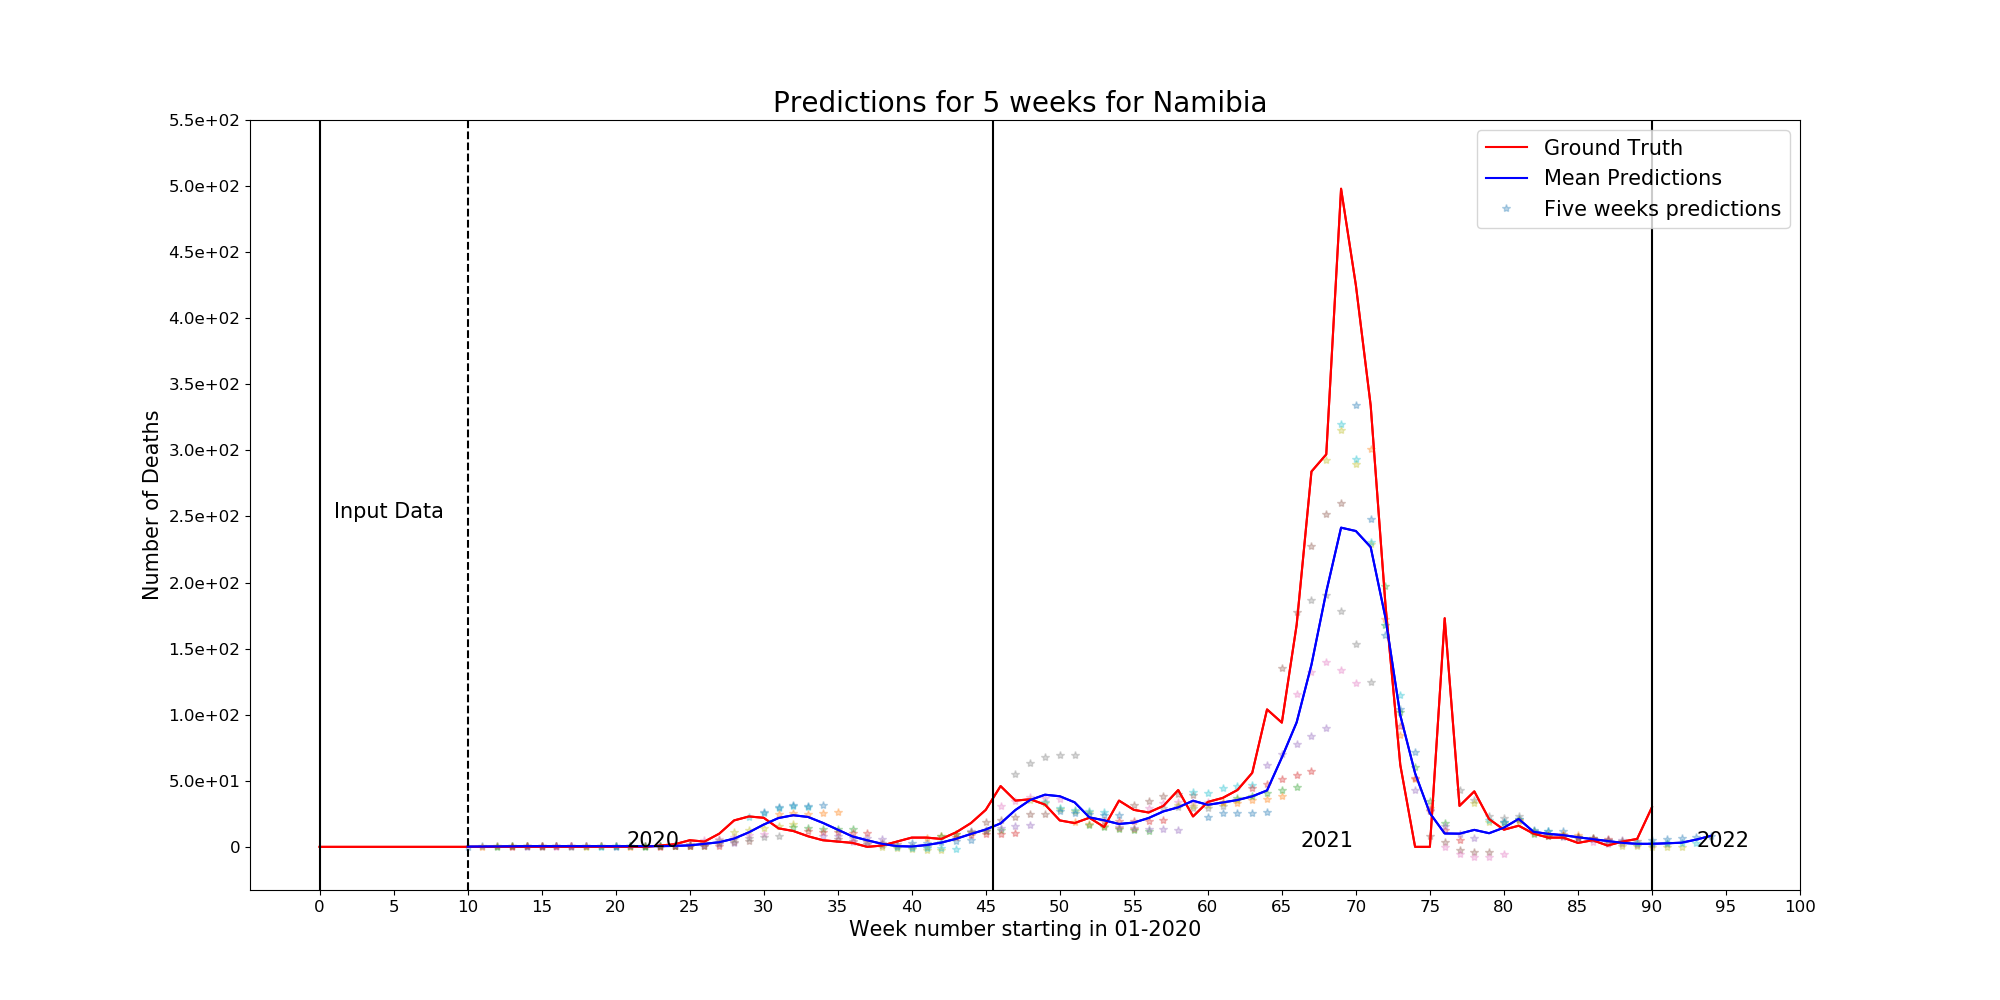 Predictions for 5 weeks for Namibia
5.5e+02
5.0e+02
4.5e+02
4.0e+02
3.5e+02
3.0e+02
2.5e+02
2.0e+02
1.5e+02
1.0e+02
5.0e+01
0
Number of Deaths
Ground Truth
Mean Predictions
Five weeks predictions
Input Data
2020 2021 2022
0 5 10 15 20 25 30 35 40 45 50 55 60 65 70 75 80 85 90 95 100
Week number starting in 01-2020